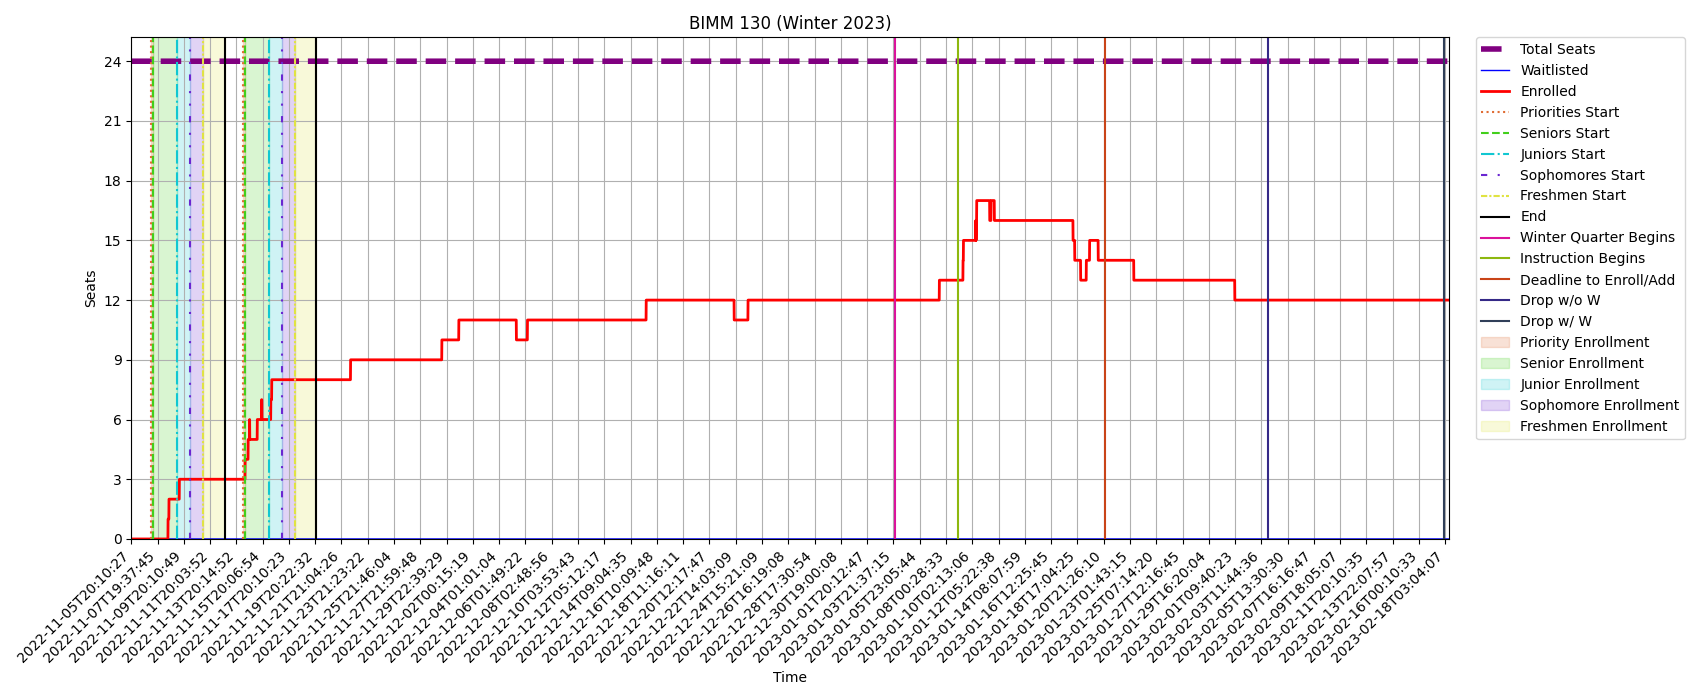 BIMM 130 (Winter 2023)
Seats
24
21
18
15
12
9
6
3
0
2022-11-05T20:10:27
2022-11-07T19:37:45
2022-11-09T20:10:49
2022-11-11T20:03:52
2022-11-13T20:14:52
2022-11-15T20:06:54
2022-11-17T20:10:23
2022-11-19T20:22:32
2022-11-21T21:04:26
2022-11-23T21:23:22
2022-11-25T21:46:04
2022-11-27T21:59:48
2022-11-29T22:39:29
2022-12-02T00:15:19
2022-12-04T01:01:04
2022-12-06T01:49:22
2022-12-08T02:48:56
2022-12-10T03:53:43
2022-12-12T05:12:17
2022-12-14T09:04:35
2022-12-16T10:09:48
2022-12-18T11:16:11
2022-12-20T12:17:47
2022-12-22T14:03:09
2022-12-24T15:21:09
2022-12-26T16:19:08
2022-12-28T17:30:54
2022-12-30T19:00:08
2023-01-01T20:12:47
2023-01-03T21:37:15
2023-01-05T23:05:44
2023-01-08T00:28:33
2023-01-10T02:13:06
2023-01-12T05:22:38
2023-01-14T08:07:59
2023-01-16T12:25:45
2023-01-18T17:04:25
2023-01-20T21:26:10
2023-01-23T01:43:15
2023-01-25T07:14:20
2023-01-27T12:16:45
2023-01-29T16:20:04
2023-02-01T09:40:23
2023-02-03T11:44:36
2023-02-05T13:30:30
2023-02-07T16:16:47
2023-02-09T18:05:07
2023-02-11T20:10:35
2023-02-13T22:07:57
2023-02-16T00:10:33
2023-02-18T03:04:07
Time
Total Seats
Waitlisted
Enrolled
Priorities Start
Seniors Start
Juniors Start
Sophomores Start
Freshmen Start
End
Winter Quarter Begins
Instruction Begins
Deadline to Enroll/Add
Drop w/o W
Drop w/ W
Priority Enrollment
Senior Enrollment
Junior Enrollment
Sophomore Enrollment
Freshmen Enrollment